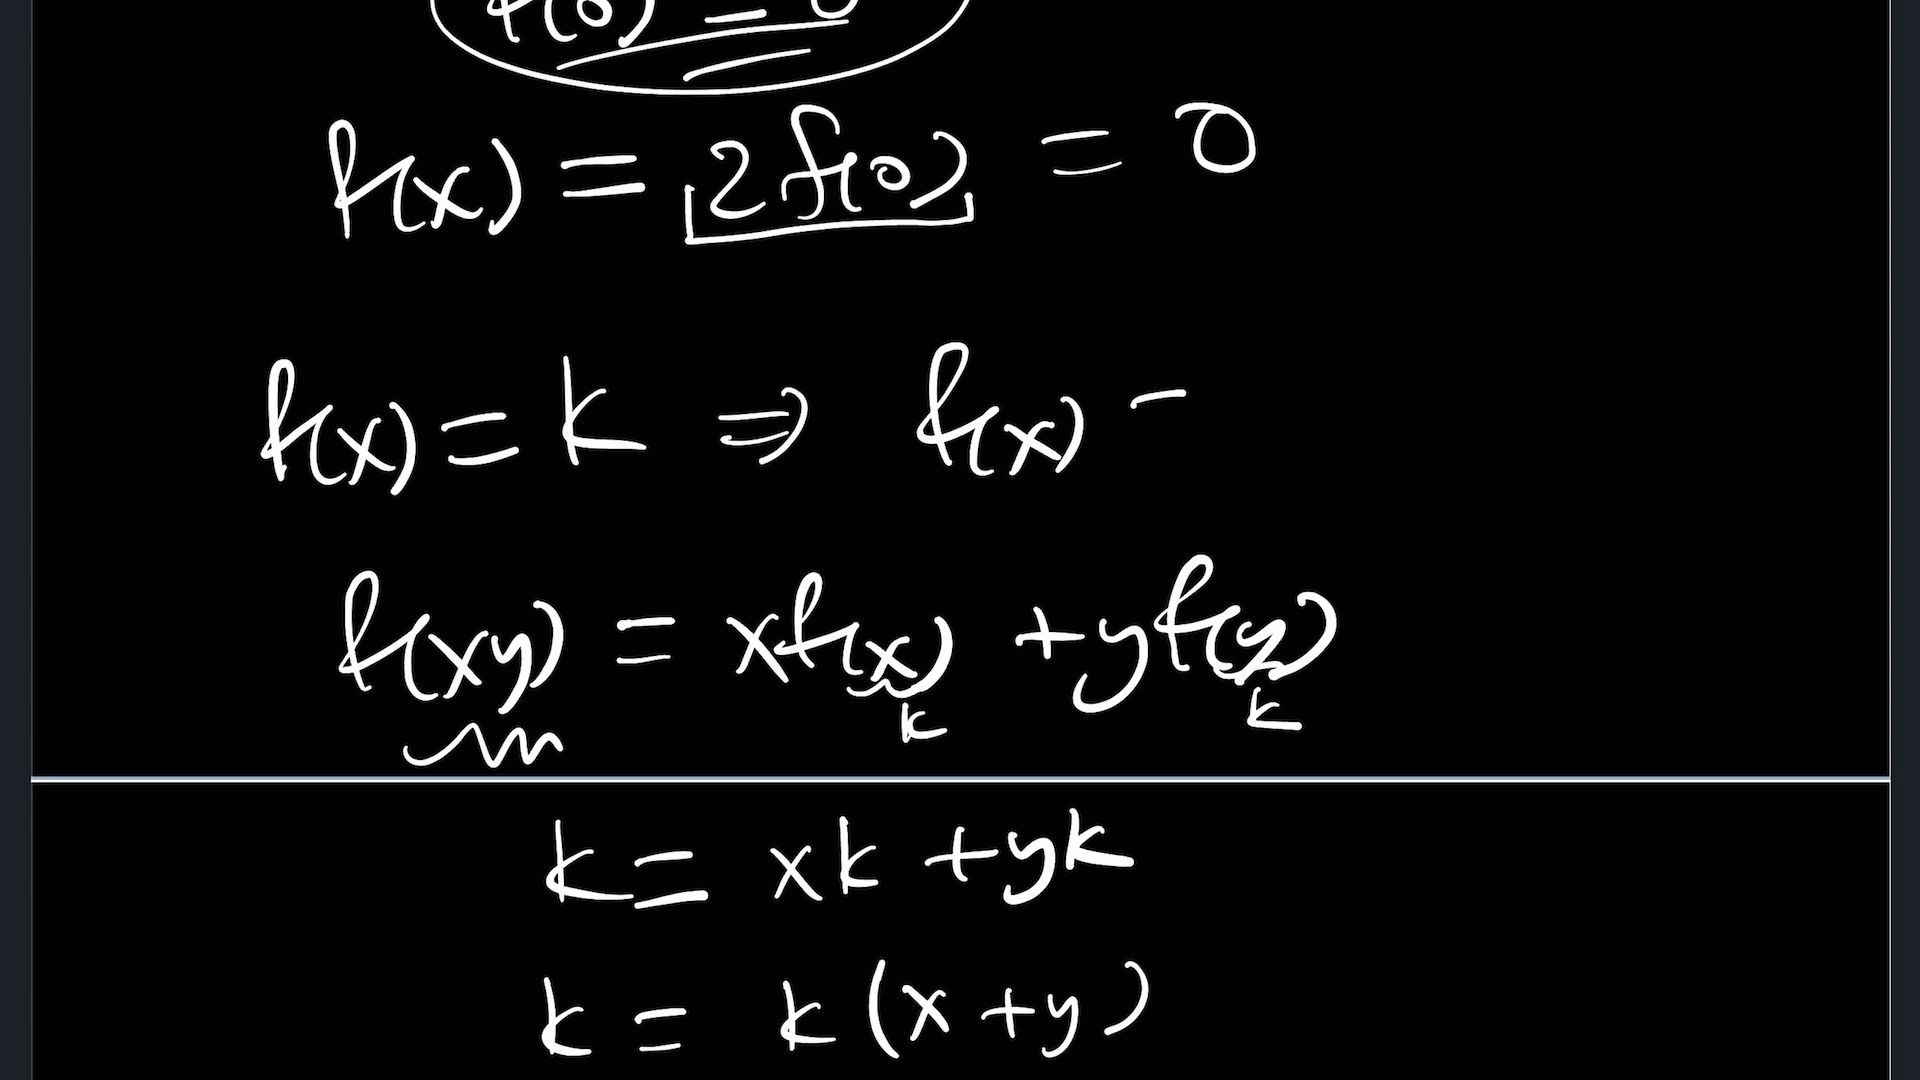 f(0) = 0
f(x) = 2f(0) = 0
f(x) = k ⇒ f(x) -
f(xy) = xf(x) + yf(y)
k k
k = xk + yk
k = k(x + y)